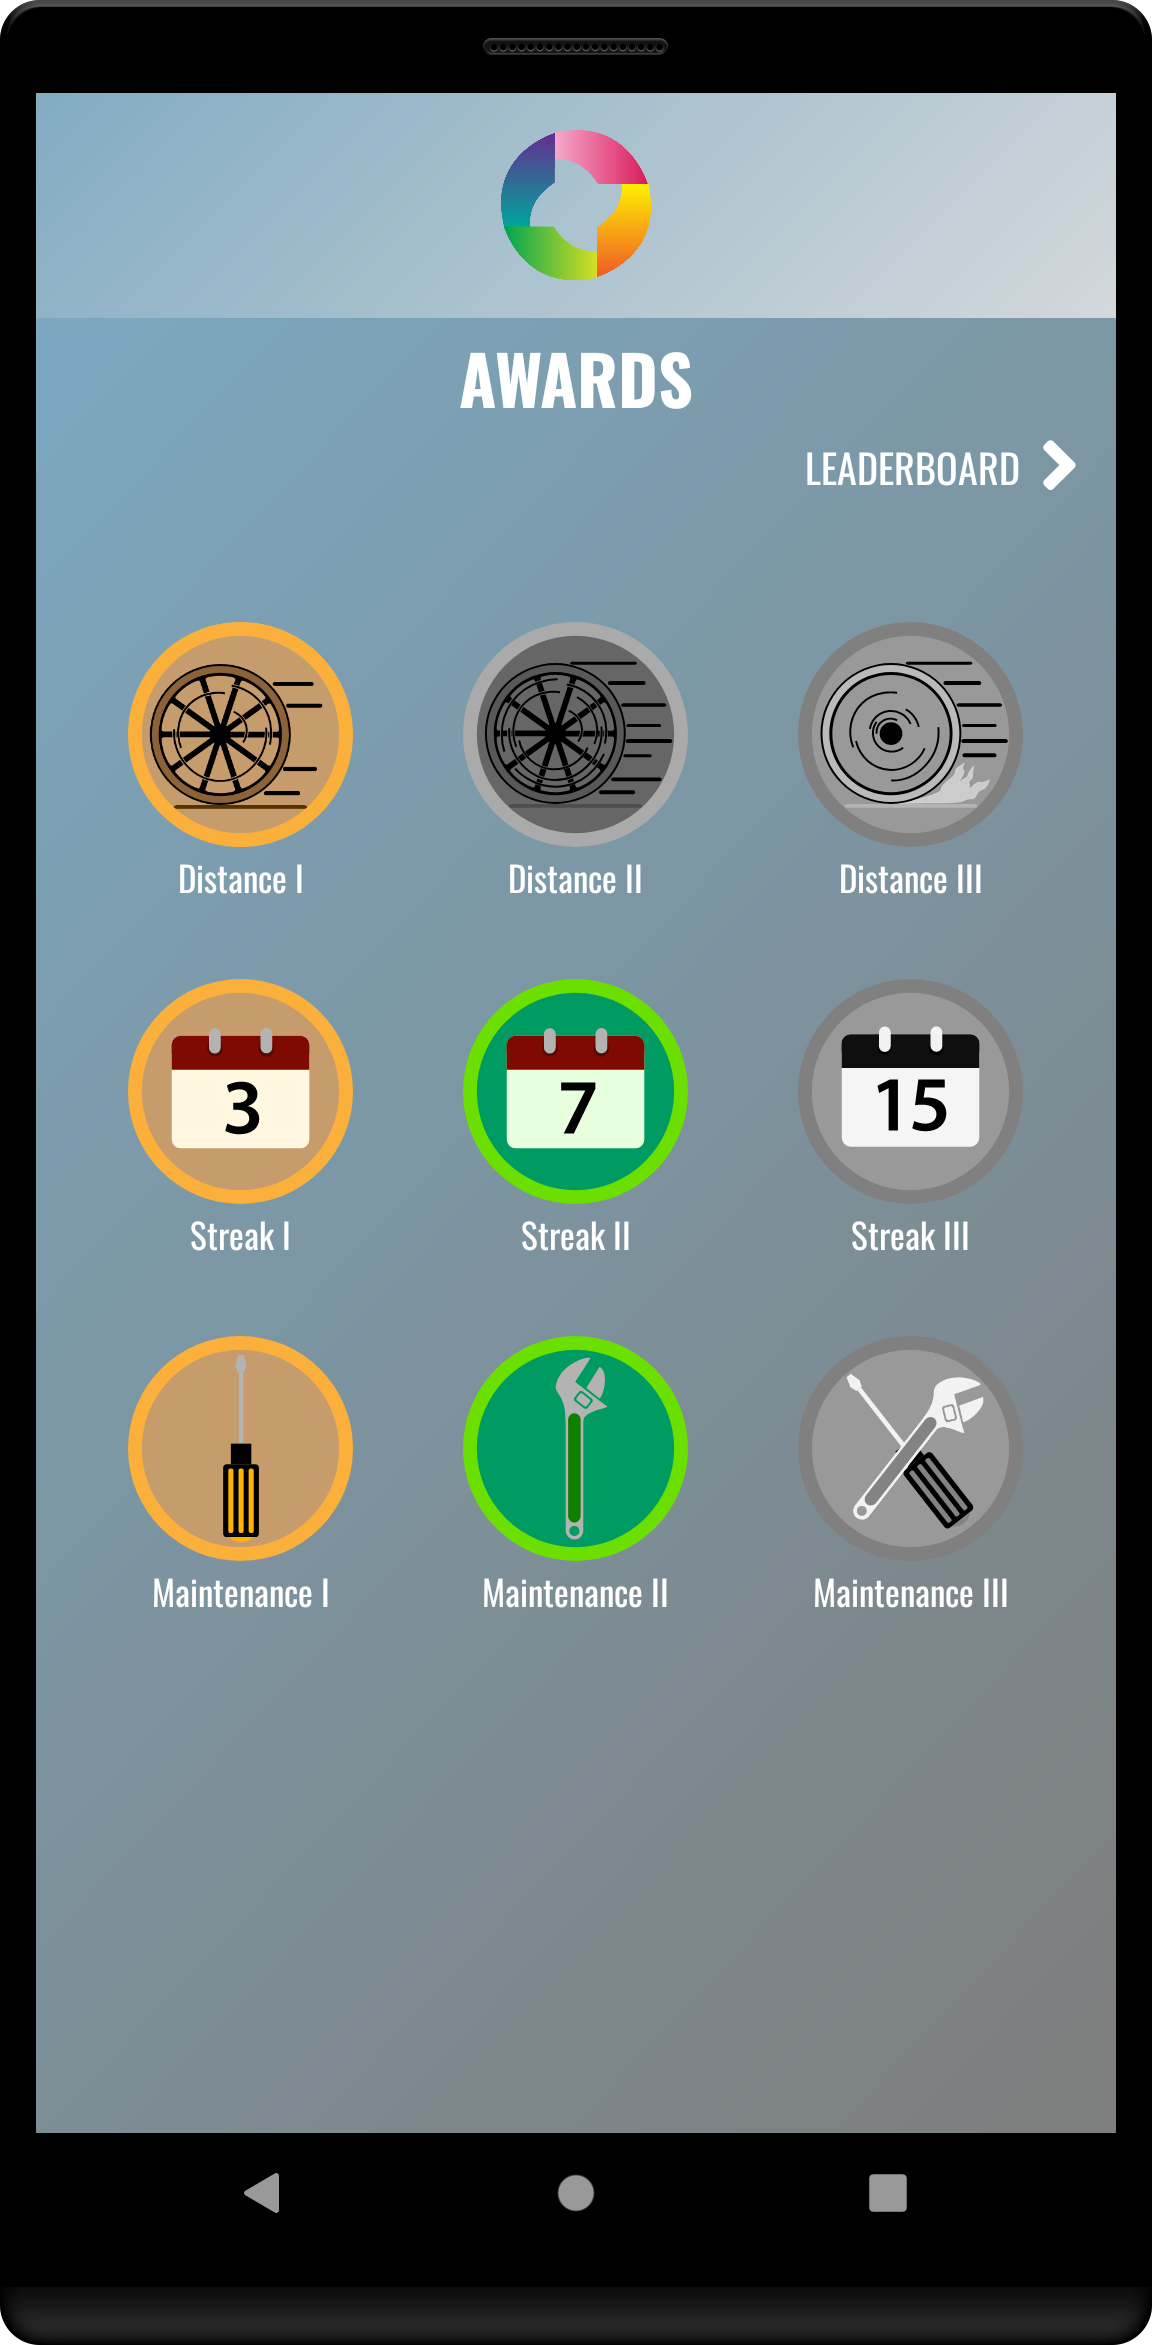 AWARDS
LEADERBOARD
Distance I
Distance II
Distance III
3
7
15
Streak I
Streak II
Streak III
Maintenance I
Maintenance II
Maintenance III